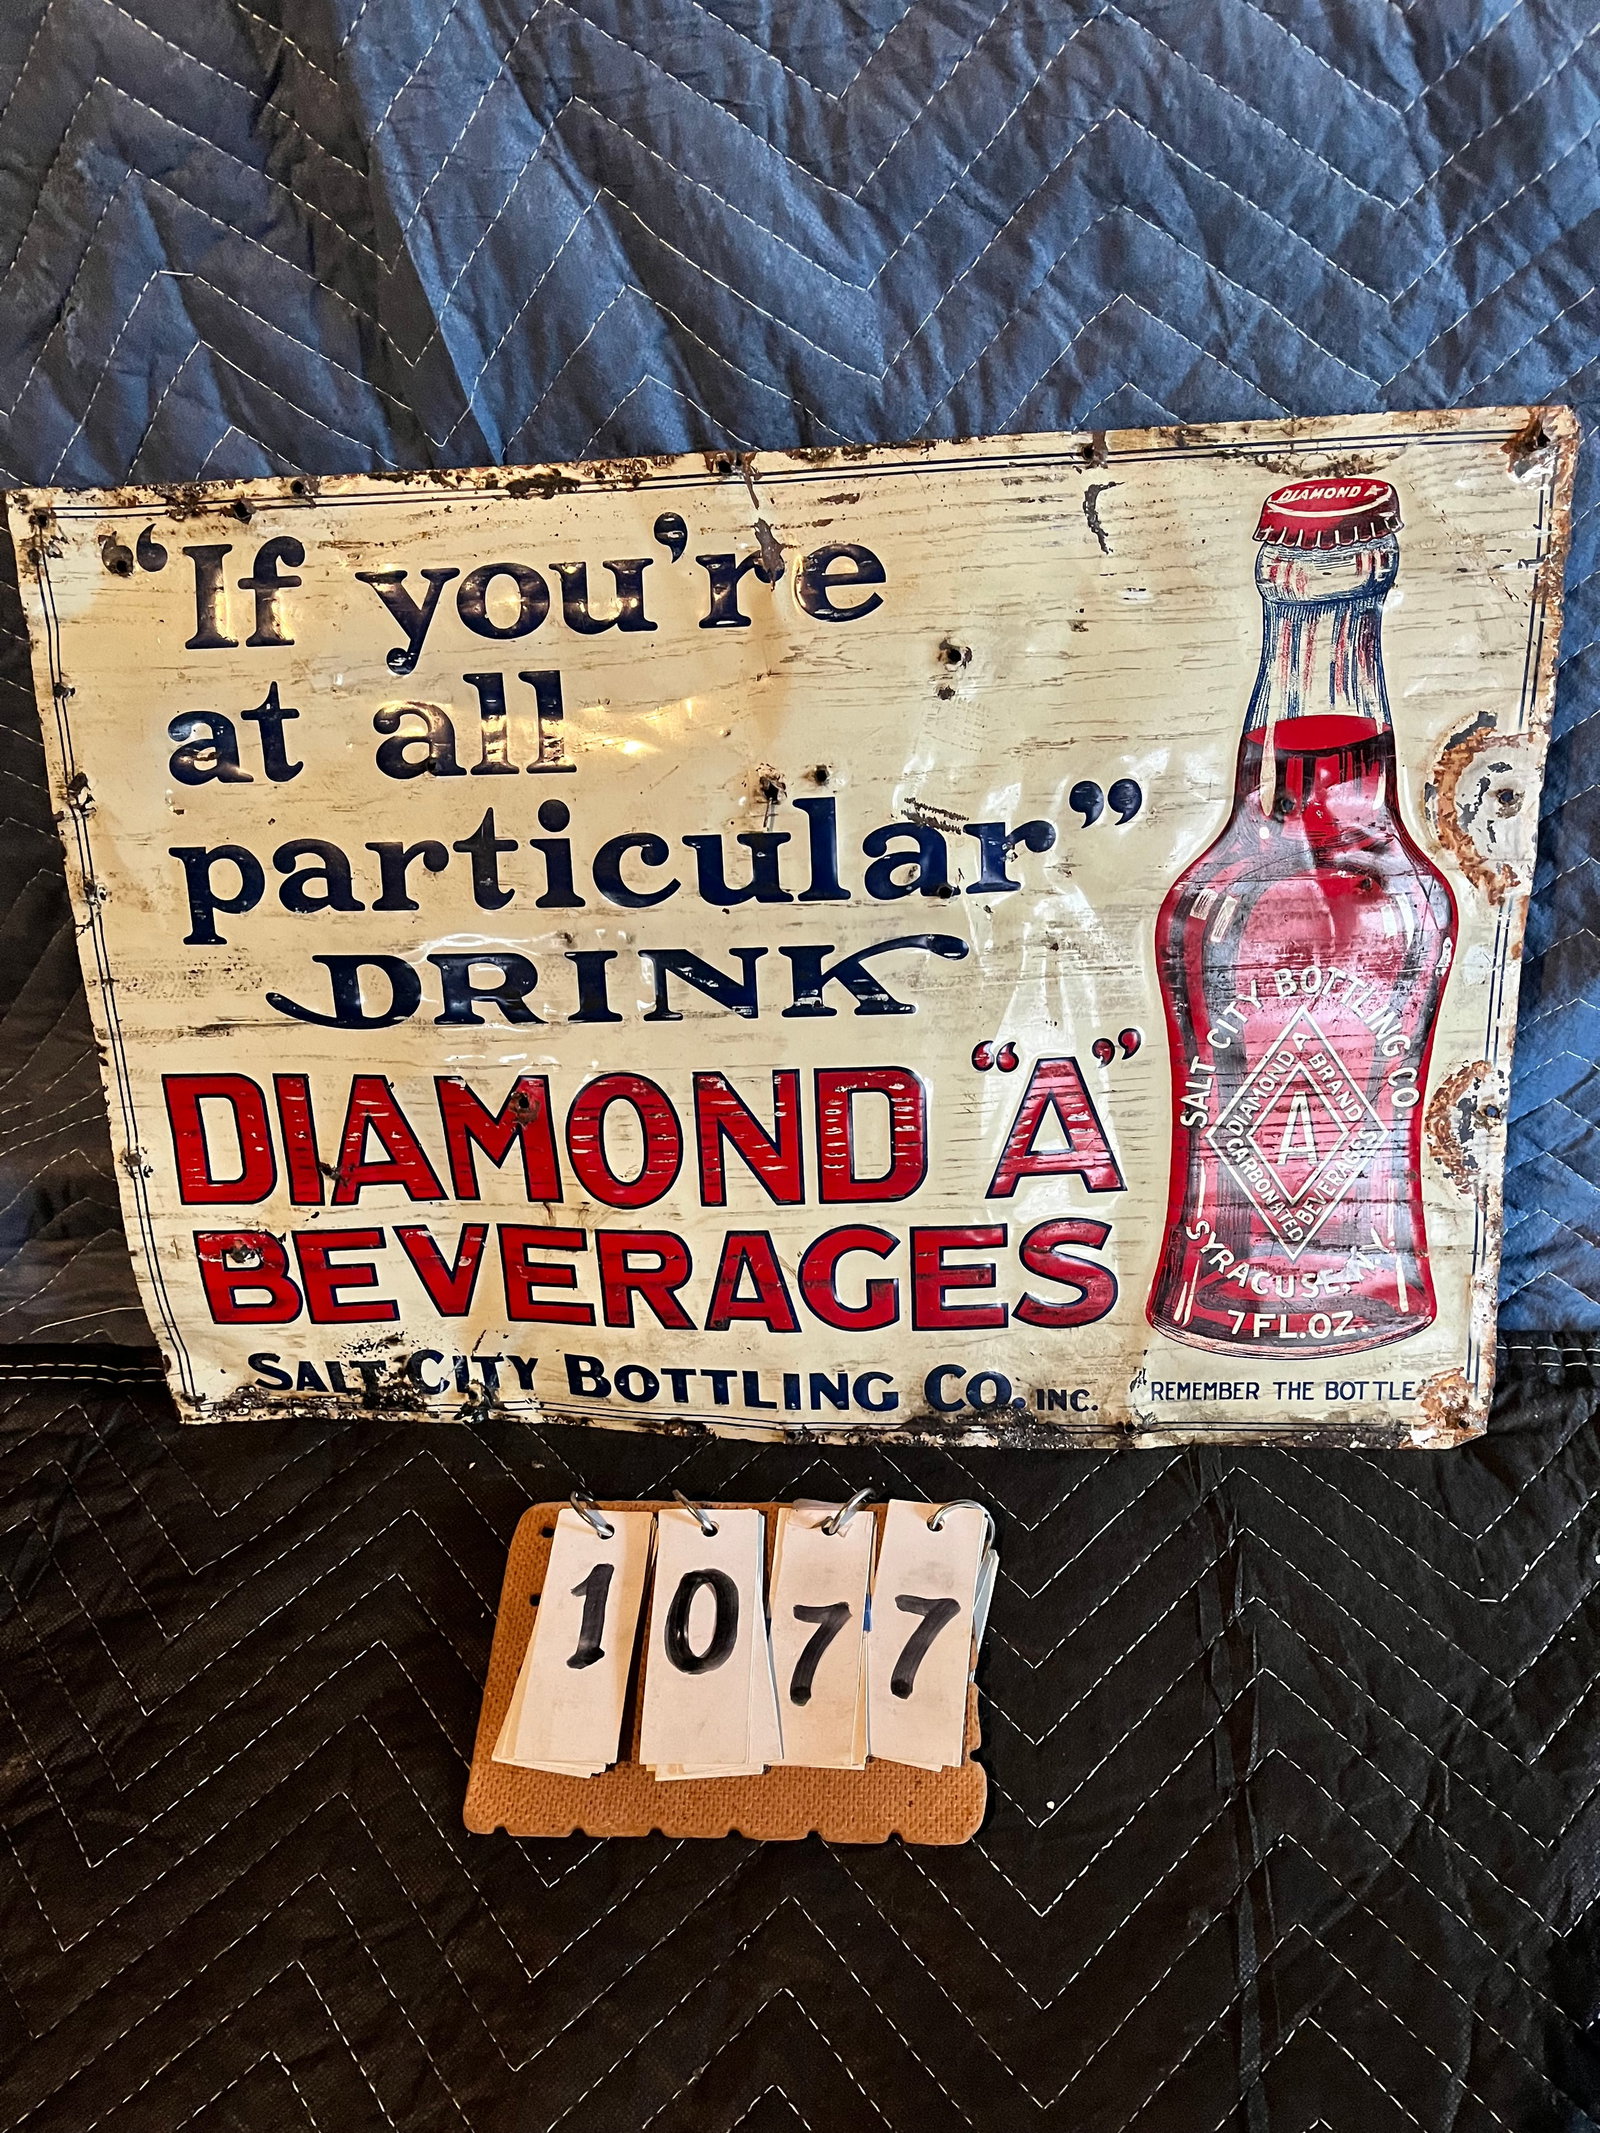 "If you're
at all
particular"
DRINK
DIAMOND "A"
BEVERAGES
SALT CITY BOTTLING CO. INC.
DIAMOND A
SALT CITY BOTTLING CO
DIAMOND A BRAND
A
CARBONATED BEVERAGES
SYRACUSE, N.Y.
7 FL. OZ.
"REMEMBER THE BOTTLE"
1077